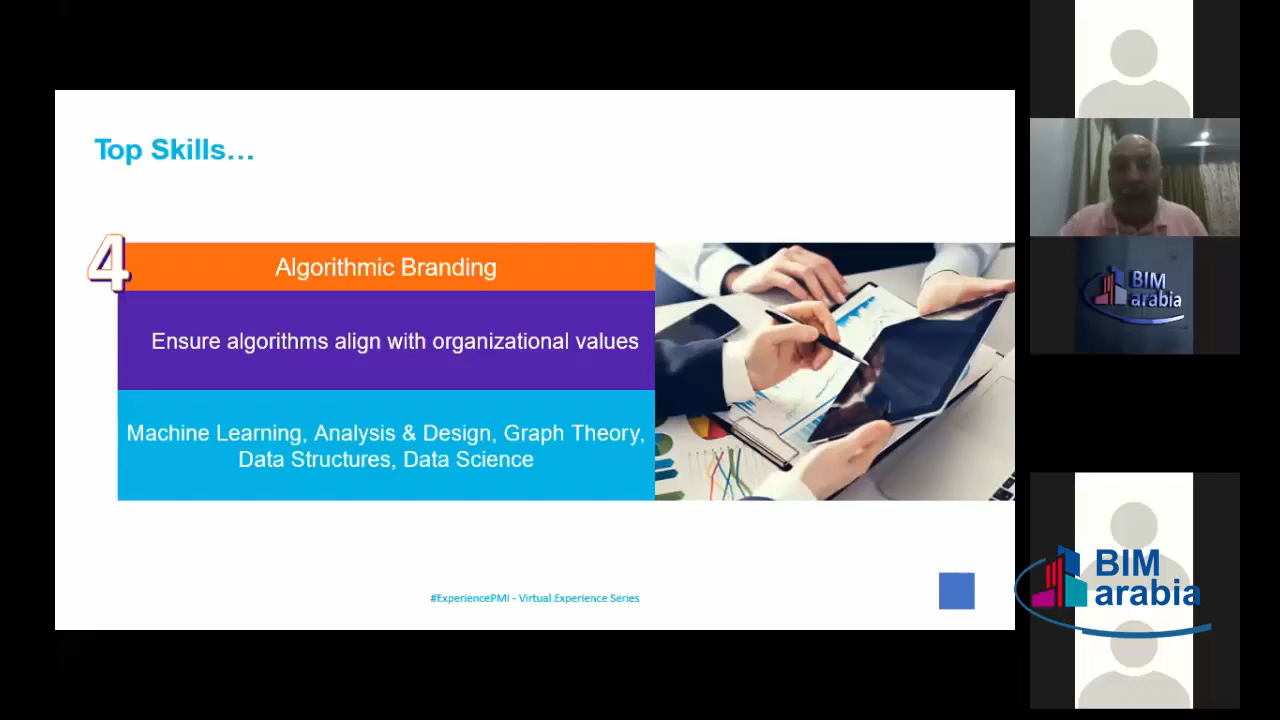 Top Skills…
4
Algorithmic Branding
Ensure algorithms align with organizational values
Machine Learning, Analysis & Design, Graph Theory,
Data Structures, Data Science
#ExperiencePMI - Virtual Experience Series
BIM
arabia
BIM
arabia